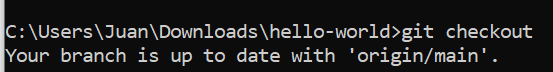 C:\Users\Juan\Downloads\hello-world>git checkout
Your branch is up to date with 'origin/main'.